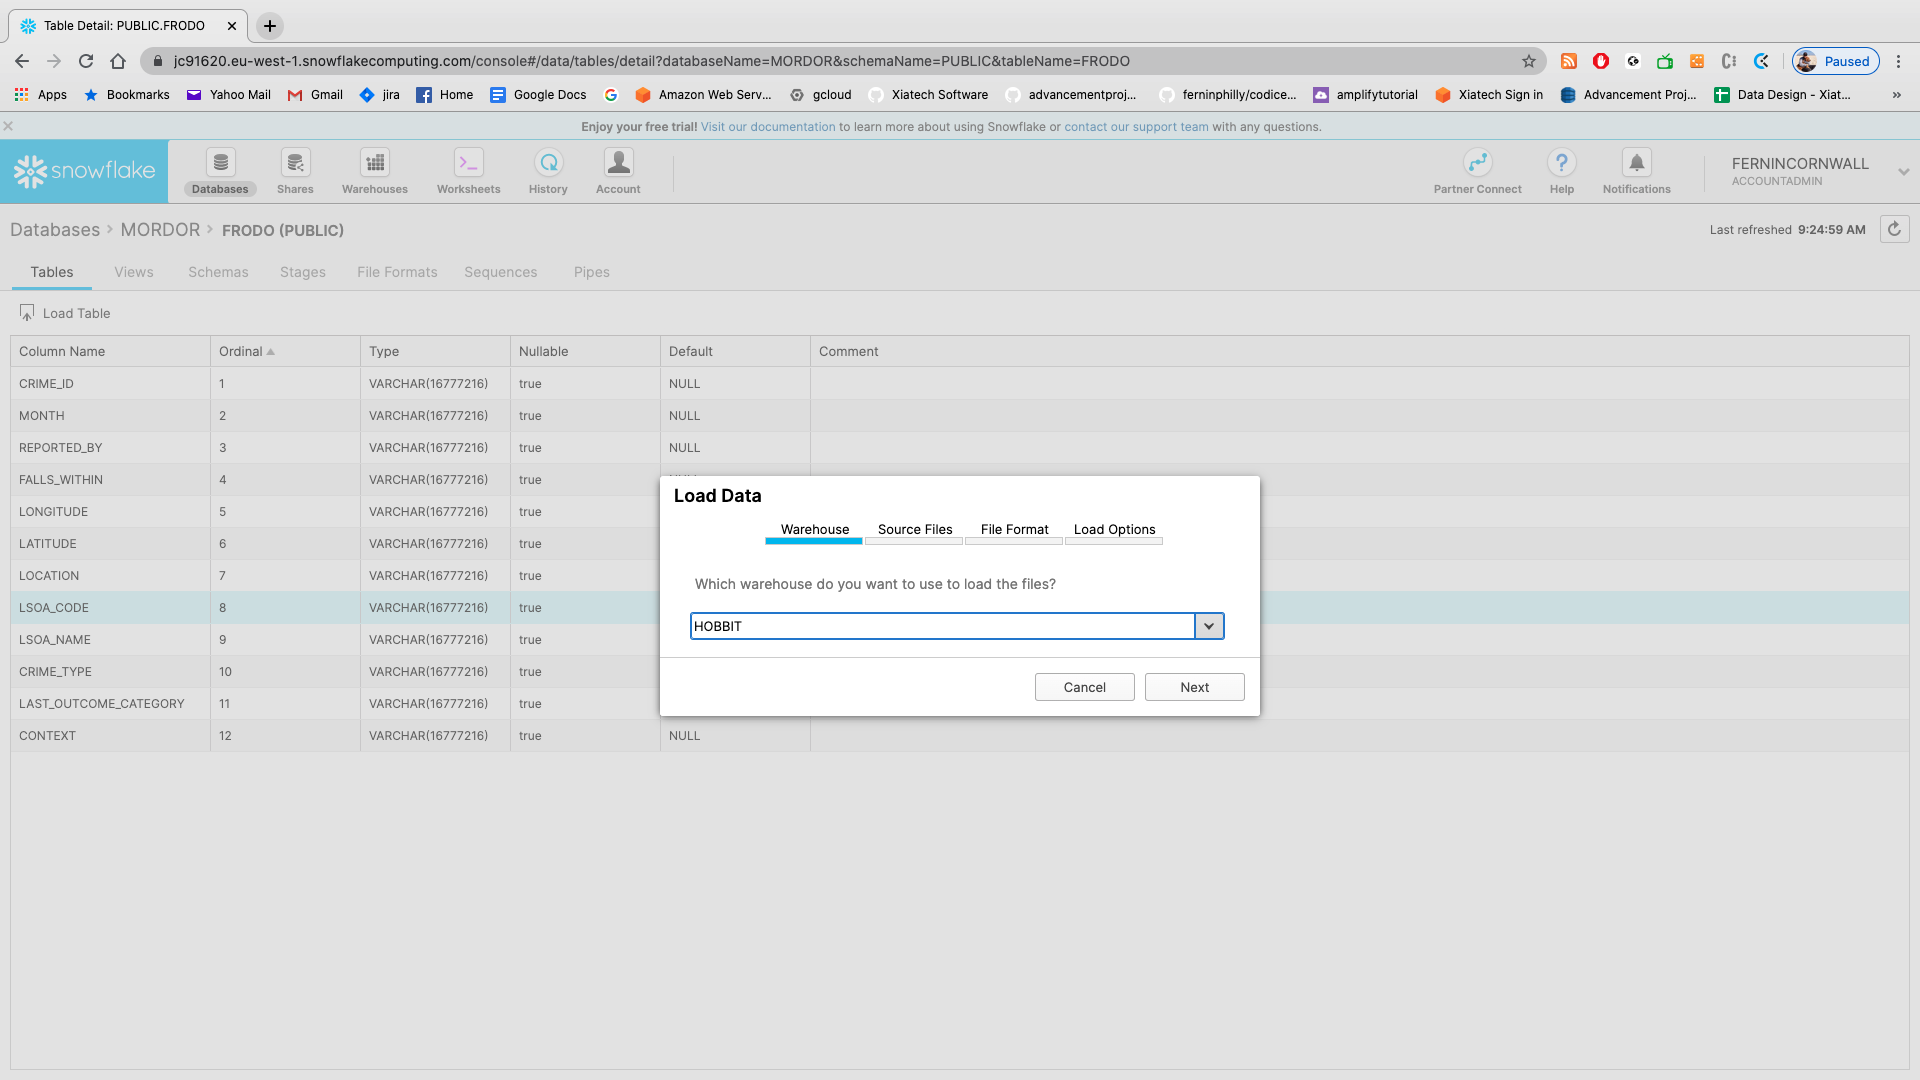 Table Detail: PUBLIC.FRODO
jc91620.eu-west-1.snowflakecomputing.com/console#/data/tables/detail?databaseName=MORDOR&schemaName=PUBLIC&tableName=FRODO
Paused
Apps Bookmarks Yahoo Mail Gmail jira Home Google Docs Amazon Web Serv... gcloud Xiatech Software advancementproj... ferninphilly/codice... amplifytutorial Xiatech Sign in Advancement Proj... Data Design - Xiat... »
Enjoy your free trial! Visit our documentation to learn more about using Snowflake or contact our support team with any questions.
snowflake
Databases Shares Warehouses Worksheets History Account Partner Connect Help Notifications
FERNINCORNWALL
ACCOUNTADMIN
Databases > MORDOR > FRODO (PUBLIC)
Last refreshed 9:24:59 AM
Tables Views Schemas Stages File Formats Sequences Pipes
Load Table
Column Name Ordinal Type Nullable Default Comment
CRIME_ID 1 VARCHAR(16777216) true NULL
MONTH 2 VARCHAR(16777216) true NULL
REPORTED_BY 3 VARCHAR(16777216) true NULL
FALLS_WITHIN 4 VARCHAR(16777216) true
LONGITUDE 5 VARCHAR(16777216) true
LATITUDE 6 VARCHAR(16777216) true
LOCATION 7 VARCHAR(16777216) true
LSOA_CODE 8 VARCHAR(16777216) true
LSOA_NAME 9 VARCHAR(16777216) true
CRIME_TYPE 10 VARCHAR(16777216) true
LAST_OUTCOME_CATEGORY 11 VARCHAR(16777216) true
CONTEXT 12 VARCHAR(16777216) true NULL
Load Data
Warehouse Source Files File Format Load Options
Which warehouse do you want to use to load the files?
HOBBIT
Cancel Next